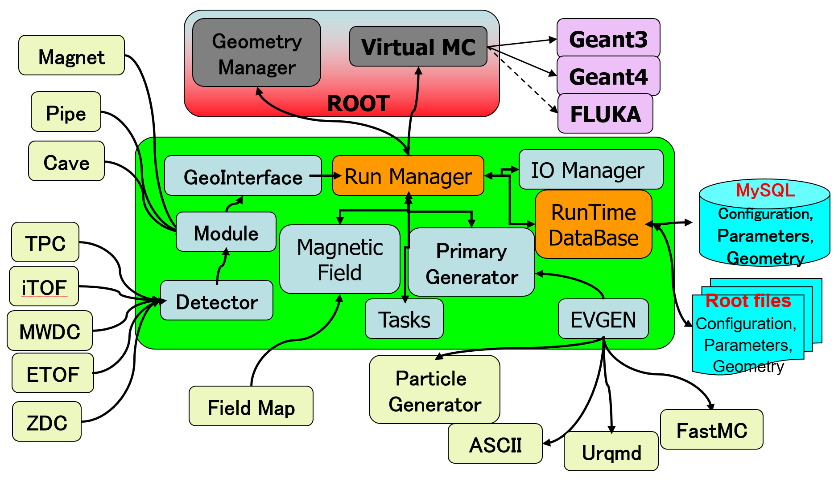 Geometry
Manager
Virtual MC
ROOT
Geant3
Geant4
FLUKA
Magnet
Pipe
Cave
TPC
iTOF
MWDC
ETOF
ZDC
GeoInterface
Run Manager
IO Manager
Module
Detector
Magnetic
Field
Primary
Generator
RunTime
DataBase
Tasks
EVGEN
MySQL
Configuration,
Parameters,
Geometry
Root files
Configuration,
Parameters,
Geometry
Field Map
Particle
Generator
ASCII
Urqmd
FastMC